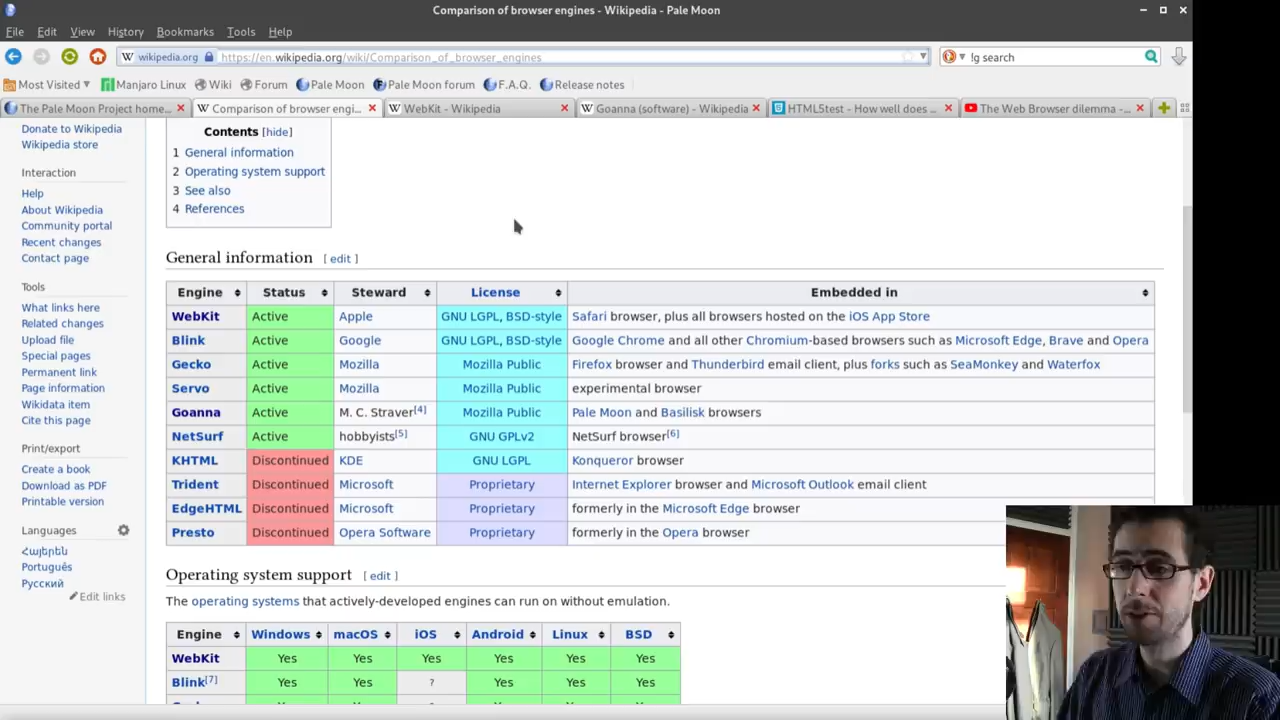 Comparison of browser engines - Wikipedia - Pale Moon
File Edit View History Bookmarks Tools Help
wikipedia.org https://en.wikipedia.org/wiki/Comparison_of_browser_engines !g search
Most Visited Manjaro Linux Wiki Forum Pale Moon Pale Moon forum F.A.Q. Release notes
The Pale Moon Project home... Comparison of browser engi... WebKit - Wikipedia Goanna (software) - Wikipedia HTML5test - How well does ... The Web Browser dilemma -...
Donate to Wikipedia
Wikipedia store
Interaction
Help
About Wikipedia
Community portal
Recent changes
Contact page
Tools
What links here
Related changes
Upload file
Special pages
Permanent link
Page information
Wikidata item
Cite this page
Print/export
Create a book
Download as PDF
Printable version
Languages
Հայերեն
Português
Русский
Edit links
Contents [hide]
1 General information
2 Operating system support
3 See also
4 References
General information [ edit ]
Engine Status Steward License Embedded in
WebKit Active Apple GNU LGPL, BSD-style Safari browser, plus all browsers hosted on the iOS App Store
Blink Active Google GNU LGPL, BSD-style Google Chrome and all other Chromium-based browsers such as Microsoft Edge, Brave and Opera
Gecko Active Mozilla Mozilla Public Firefox browser and Thunderbird email client, plus forks such as SeaMonkey and Waterfox
Servo Active Mozilla Mozilla Public experimental browser
Goanna Active M. C. Straver[4] Mozilla Public Pale Moon and Basilisk browsers
NetSurf Active hobbyists[5] GNU GPLv2 NetSurf browser[6]
KHTML Discontinued KDE GNU LGPL Konqueror browser
Trident Discontinued Microsoft Proprietary Internet Explorer browser and Microsoft Outlook email client
EdgeHTML Discontinued Microsoft Proprietary formerly in the Microsoft Edge browser
Presto Discontinued Opera Software Proprietary formerly in the Opera browser
Operating system support [ edit ]
The operating systems that actively-developed engines can run on without emulation.
Engine Windows macOS iOS Android Linux BSD
WebKit Yes Yes Yes Yes Yes Yes
Blink[7] Yes Yes ? Yes Yes Yes